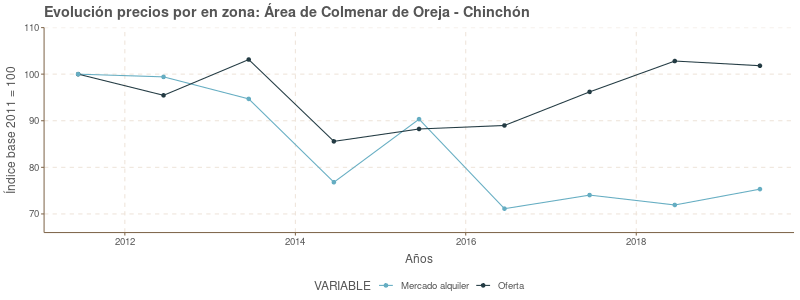 Evolución precios por en zona: Área de Colmenar de Oreja - Chinchón
Índice base 2011 = 100
110
100
90
80
70
2012
2014
2016
2018
Años
VARIABLE
Mercado alquiler
Oferta